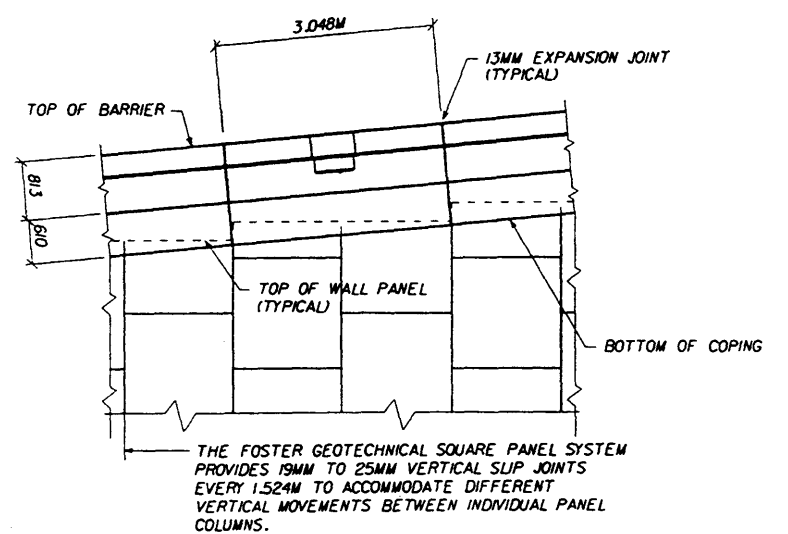 3.048M
13MM EXPANSION JOINT
(TYPICAL)
TOP OF BARRIER
813
610
TOP OF WALL PANEL
(TYPICAL)
BOTTOM OF COPING
THE FOSTER GEOTECHNICAL SQUARE PANEL SYSTEM
PROVIDES 19MM TO 25MM VERTICAL SLIP JOINTS
EVERY 1.524M TO ACCOMMODATE DIFFERENT
VERTICAL MOVEMENTS BETWEEN INDIVIDUAL PANEL
COLUMNS.